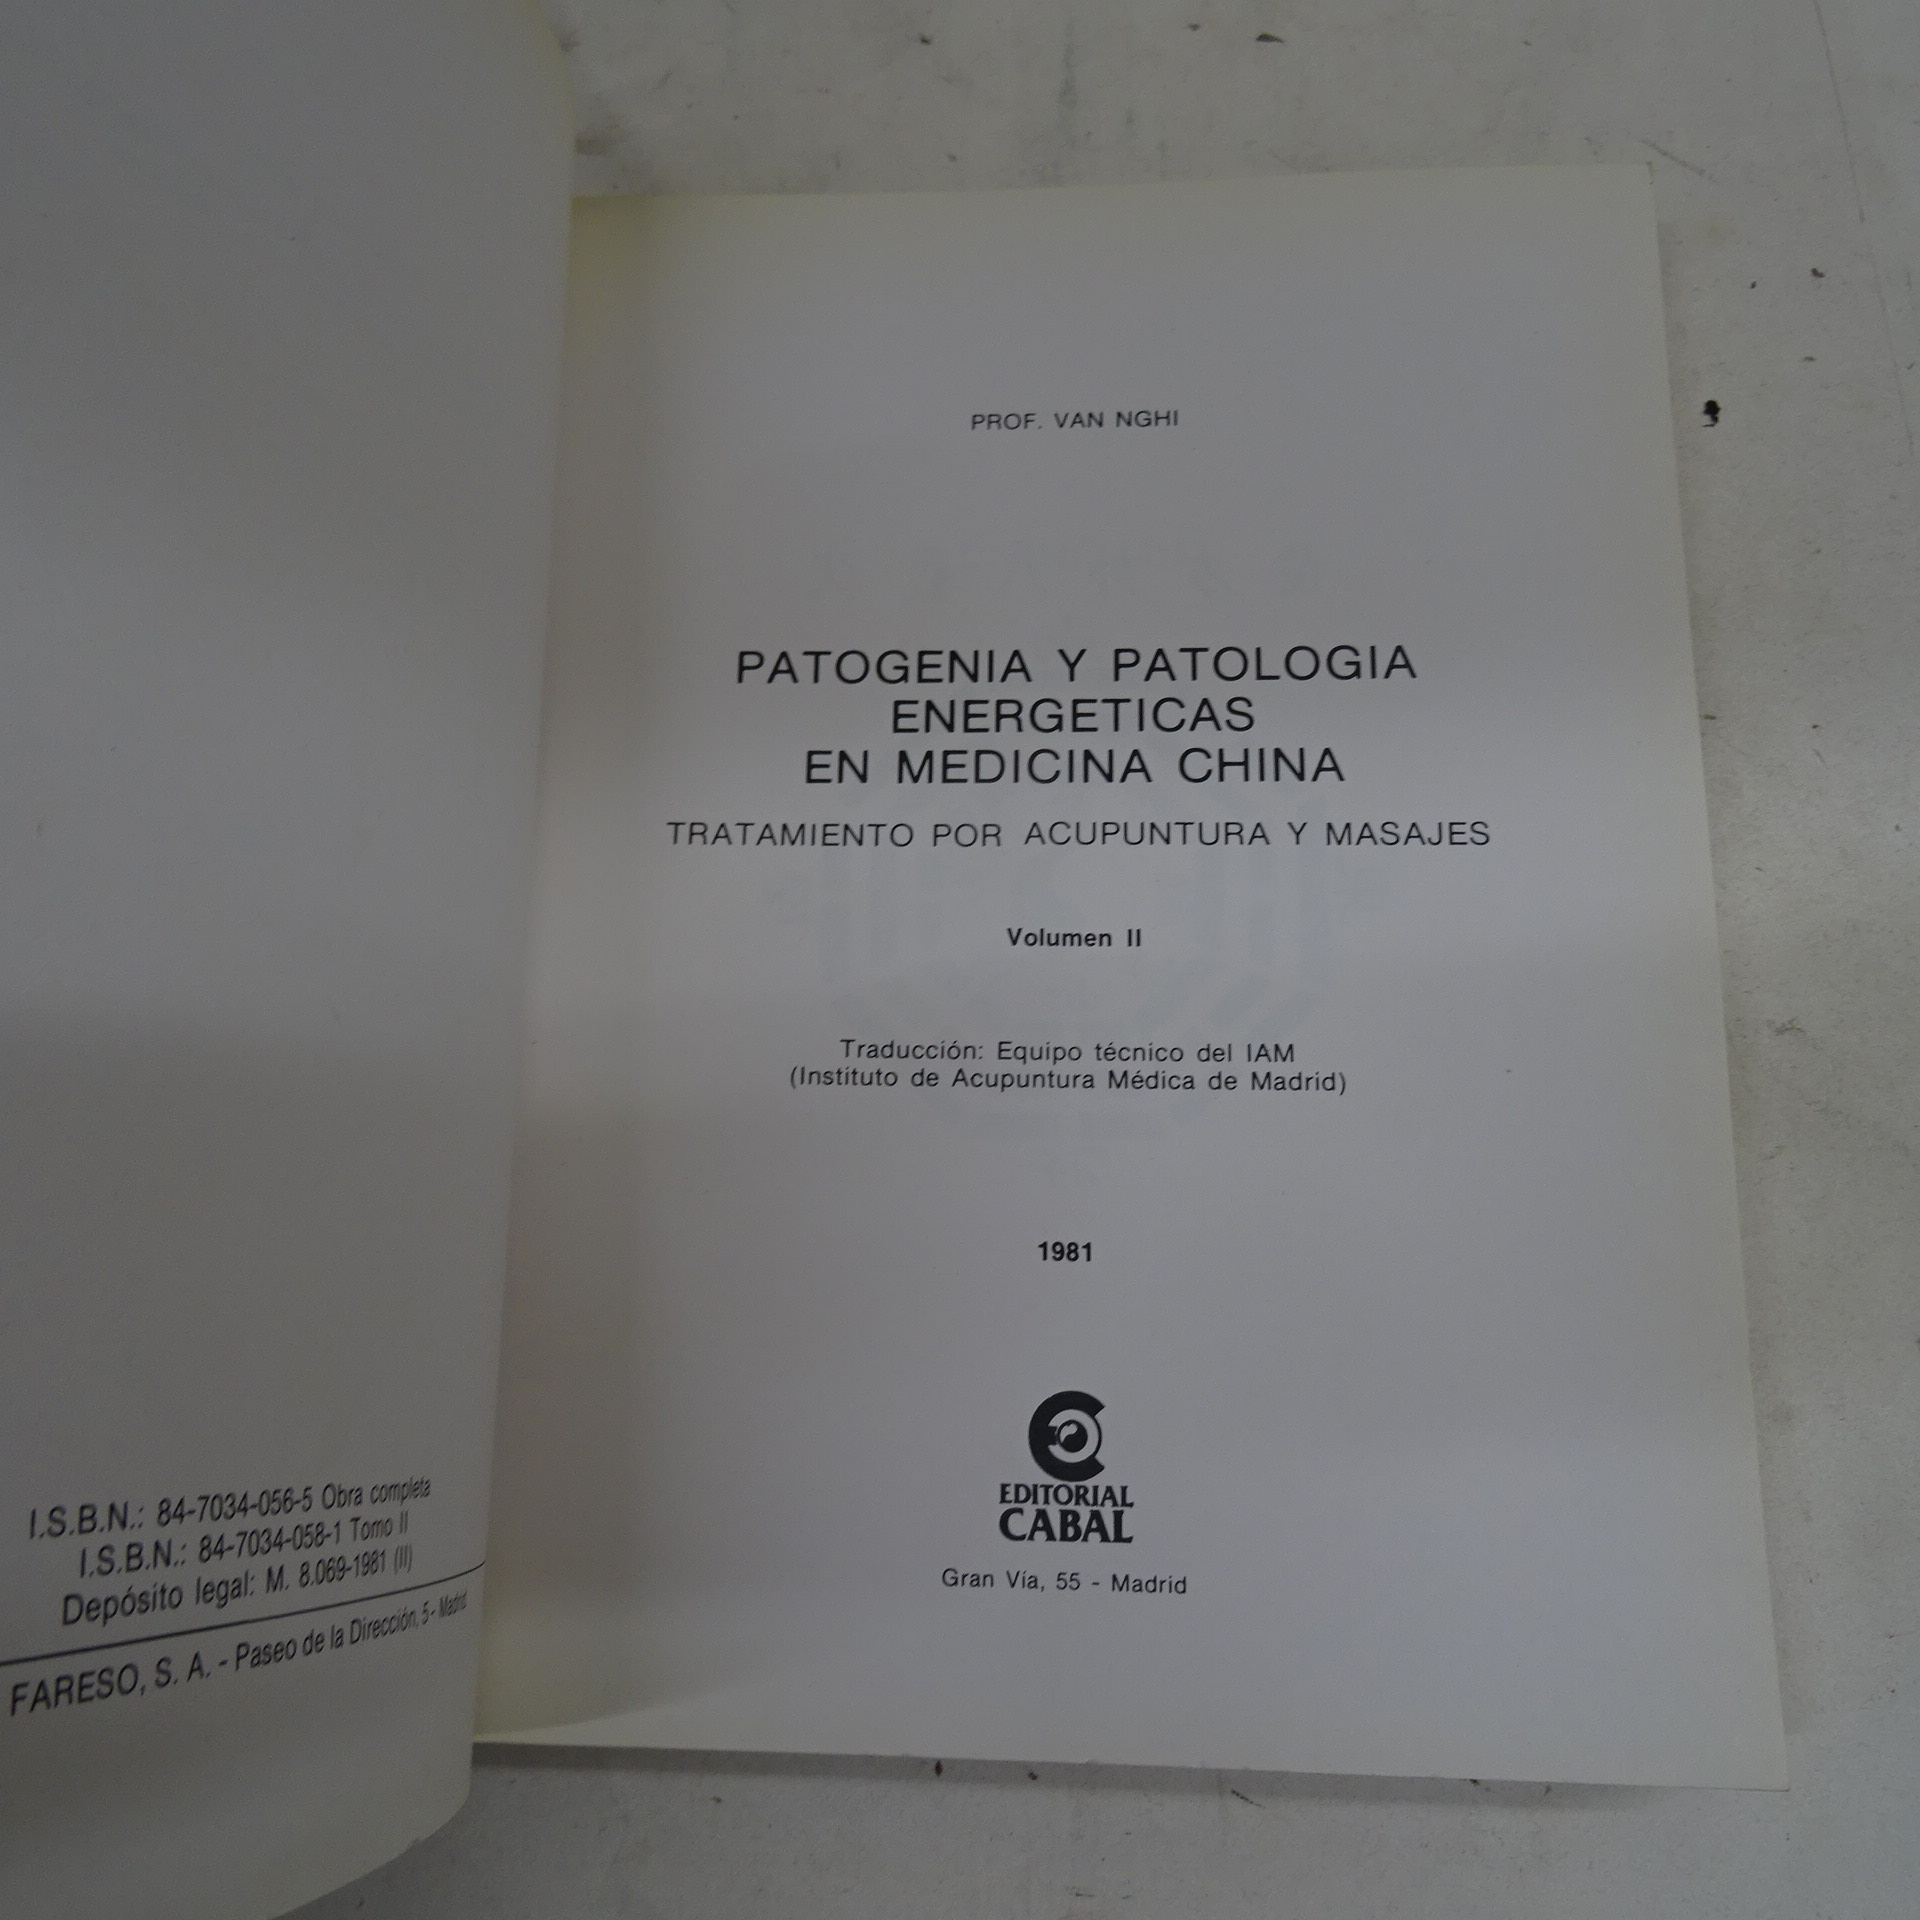 I.S.B.N.: 84-7034-056-5 Obra completa
I.S.B.N.: 84-7034-058-1 Tomo II
Depósito legal: M. 8.069-1981 (II)
FARESO, S. A. - Paseo de la Dirección, 5 - Madrid
PROF. VAN NGHI
PATOGENIA Y PATOLOGIA
ENERGETICAS
EN MEDICINA CHINA
TRATAMIENTO POR ACUPUNTURA Y MASAJES
Volumen II
Traducción: Equipo técnico del IAM
(Instituto de Acupuntura Médica de Madrid)
1981
EDITORIAL
CABAL
Gran Vía, 55 - Madrid